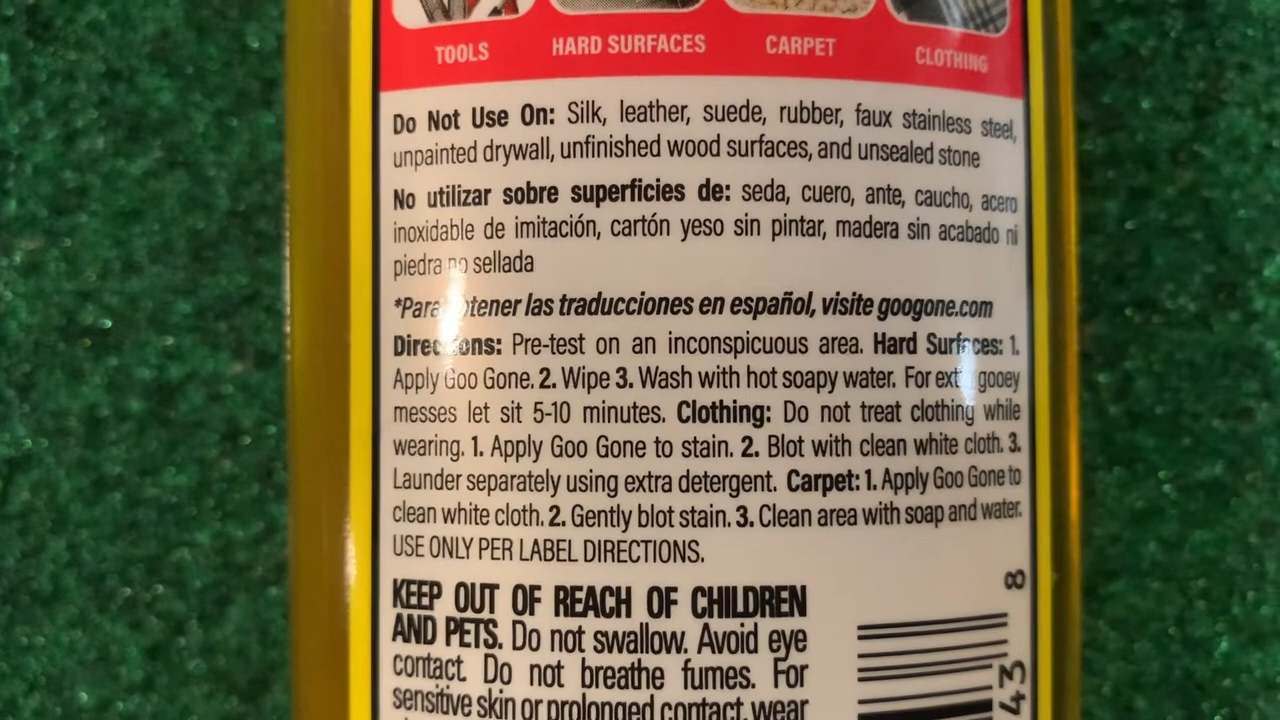 TOOLS HARD SURFACES CARPET CLOTHING
Do Not Use On: Silk, leather, suede, rubber, faux stainless steel,
unpainted drywall, unfinished wood surfaces, and unsealed stone
No utilizar sobre superficies de: seda, cuero, ante, caucho, acero
inoxidable de imitación, cartón yeso sin pintar, madera sin acabado ni
piedra no sellada
*Para obtener las traducciones en español, visite googone.com
Directions: Pre-test on an inconspicuous area. Hard Surfaces: 1.
Apply Goo Gone. 2. Wipe 3. Wash with hot soapy water. For extra gooey
messes let sit 5-10 minutes. Clothing: Do not treat clothing while
wearing. 1. Apply Goo Gone to stain. 2. Blot with clean white cloth. 3.
Launder separately using extra detergent. Carpet: 1. Apply Goo Gone to
clean white cloth. 2. Gently blot stain. 3. Clean area with soap and water.
USE ONLY PER LABEL DIRECTIONS.
KEEP OUT OF REACH OF CHILDREN
AND PETS. Do not swallow. Avoid eye
contact. Do not breathe fumes. For
sensitive skin or prolonged contact, wear
8
43